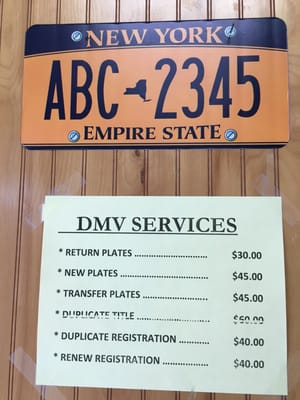 NEW YORK
ABC 2345
EMPIRE STATE
DMV SERVICES
* RETURN PLATES .............................. $30.00
* NEW PLATES .................................. $45.00
* TRANSFER PLATES .......................... $45.00
* DUPLICATE TITLE ............................ $60.00
* DUPLICATE REGISTRATION .............. $40.00
* RENEW REGISTRATION .................. $40.00